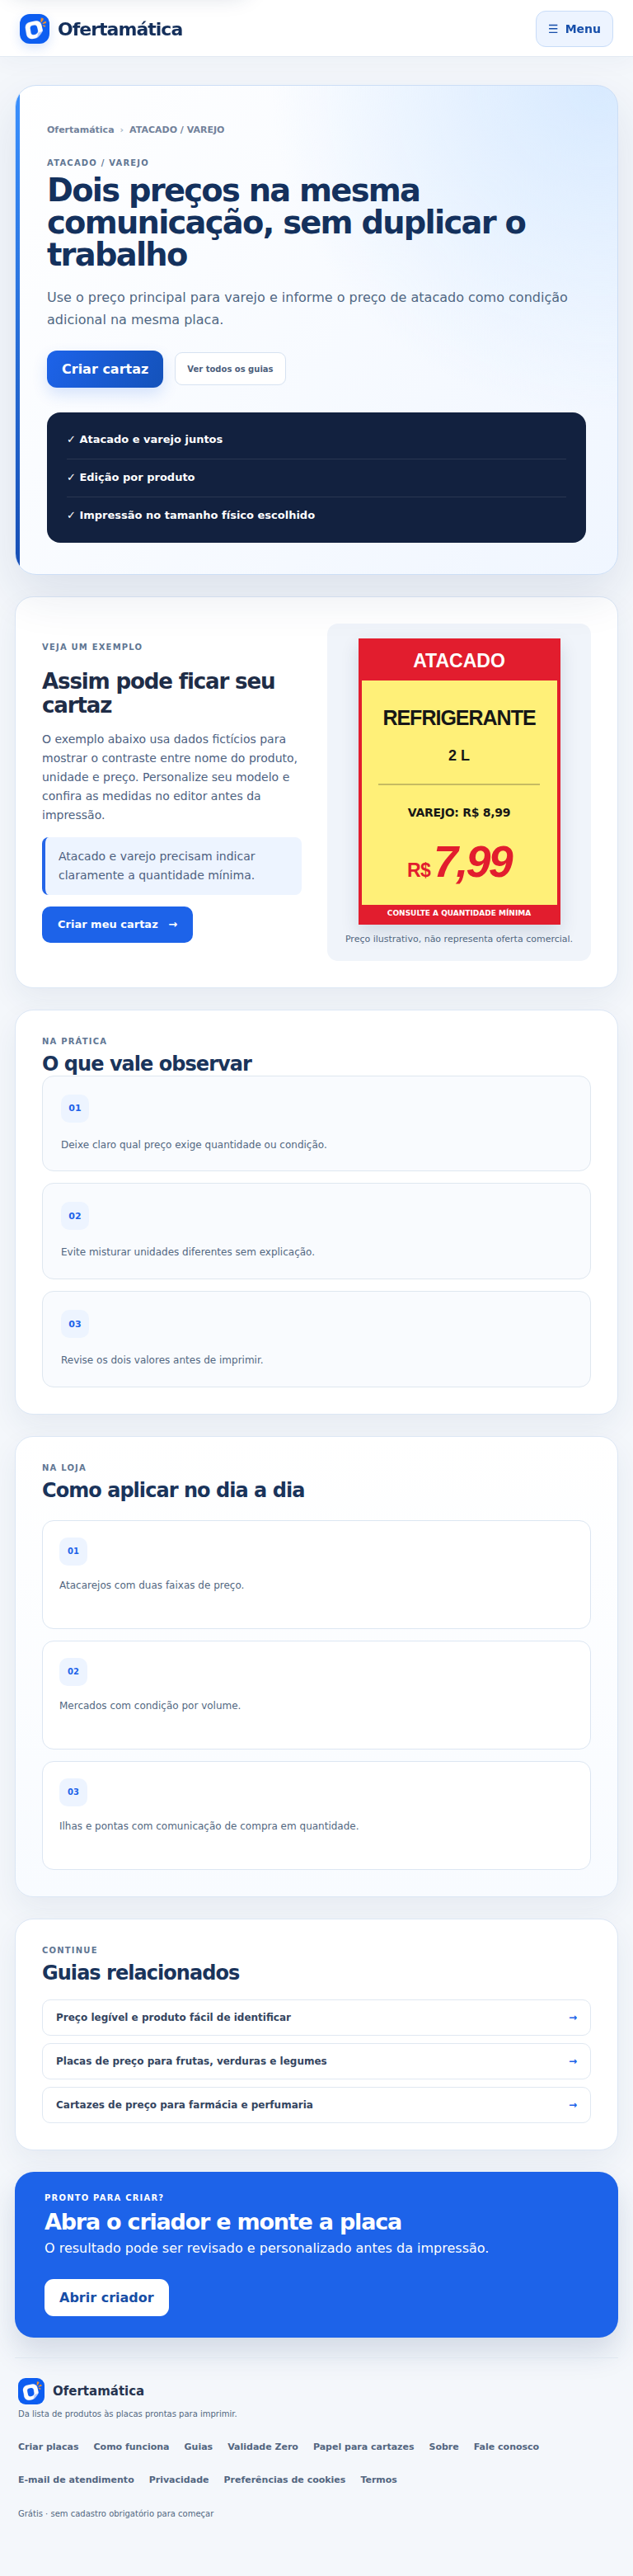 Ofertamática
☰ Menu
Ofertamática › ATACADO / VAREJO
ATACADO / VAREJO
Dois preços na mesma
comunicação, sem duplicar o
trabalho
Use o preço principal para varejo e informe o preço de atacado como condição
adicional na mesma placa.
Criar cartaz
Ver todos os guias
✓ Atacado e varejo juntos
✓ Edição por produto
✓ Impressão no tamanho físico escolhido
VEJA UM EXEMPLO
Assim pode ficar seu
cartaz
O exemplo abaixo usa dados fictícios para
mostrar o contraste entre nome do produto,
unidade e preço. Personalize seu modelo e
confira as medidas no editor antes da
impressão.
Atacado e varejo precisam indicar
claramente a quantidade mínima.
Criar meu cartaz →
ATACADO
REFRIGERANTE
2 L
VAREJO: R$ 8,99
R$ 7,99
CONSULTE A QUANTIDADE MÍNIMA
Preço ilustrativo, não representa oferta comercial.
NA PRÁTICA
O que vale observar
01
Deixe claro qual preço exige quantidade ou condição.
02
Evite misturar unidades diferentes sem explicação.
03
Revise os dois valores antes de imprimir.
NA LOJA
Como aplicar no dia a dia
01
Atacarejos com duas faixas de preço.
02
Mercados com condição por volume.
03
Ilhas e pontas com comunicação de compra em quantidade.
CONTINUE
Guias relacionados
Preço legível e produto fácil de identificar →
Placas de preço para frutas, verduras e legumes →
Cartazes de preço para farmácia e perfumaria →
PRONTO PARA CRIAR?
Abra o criador e monte a placa
O resultado pode ser revisado e personalizado antes da impressão.
Abrir criador
Ofertamática
Da lista de produtos às placas prontas para imprimir.
Criar placas Como funciona Guias Validade Zero Papel para cartazes Sobre Fale conosco
E-mail de atendimento Privacidade Preferências de cookies Termos
Grátis · sem cadastro obrigatório para começar